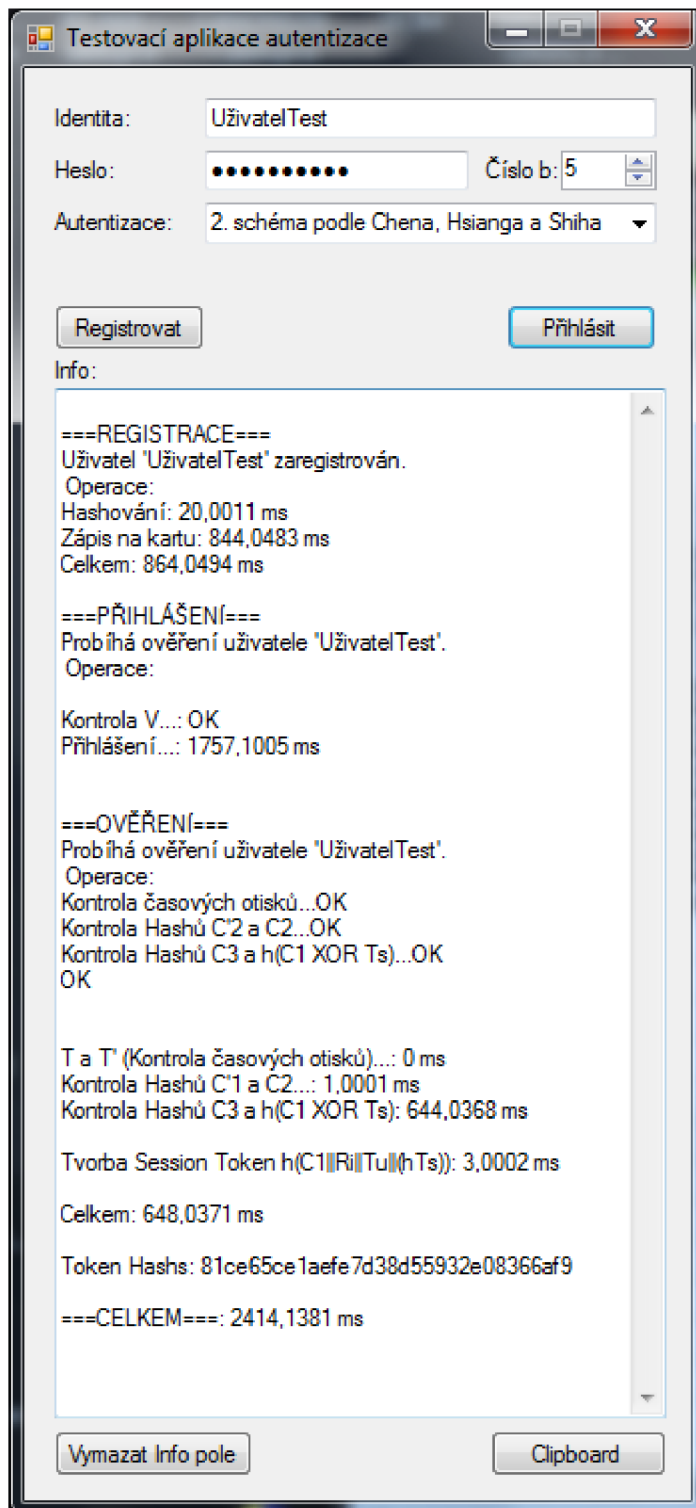 Testovací aplikace autentizace
Identita: UživatelTest
Heslo: ●●●●●●●●●● Číslo b: 5
Autentizace: 2. schéma podle Chena, Hsianga a Shiha
Registrovat Přihlásit
Info:
===REGISTRACE===
Uživatel 'UživatelTest' zaregistrován.
Operace:
Hashování: 20,0011 ms
Zápis na kartu: 844,0483 ms
Celkem: 864,0494 ms
===PŘIHLÁŠENÍ===
Probíhá ověření uživatele 'UživatelTest'.
Operace:
Kontrola V...: OK
Přihlášení...: 1757,1005 ms
===OVĚŘENÍ===
Probíhá ověření uživatele 'UživatelTest'.
Operace:
Kontrola časových otisků...OK
Kontrola Hashů C'2 a C2...OK
Kontrola Hashů C3 a h(C1 XOR Ts)...OK
OK
T a T' (Kontrola časových otisků)...: 0 ms
Kontrola Hashů C'1 a C2...: 1,0001 ms
Kontrola Hashů C3 a h(C1 XOR Ts): 644,0368 ms
Tvorba Session Token h(C1||Ri||Tu||(hTs)): 3,0002 ms
Celkem: 648,0371 ms
Token Hashs: 81ce65ce1aefe7d38d55932e08366af9
===CELKEM===: 2414,1381 ms
Vymazat Info pole Clipboard